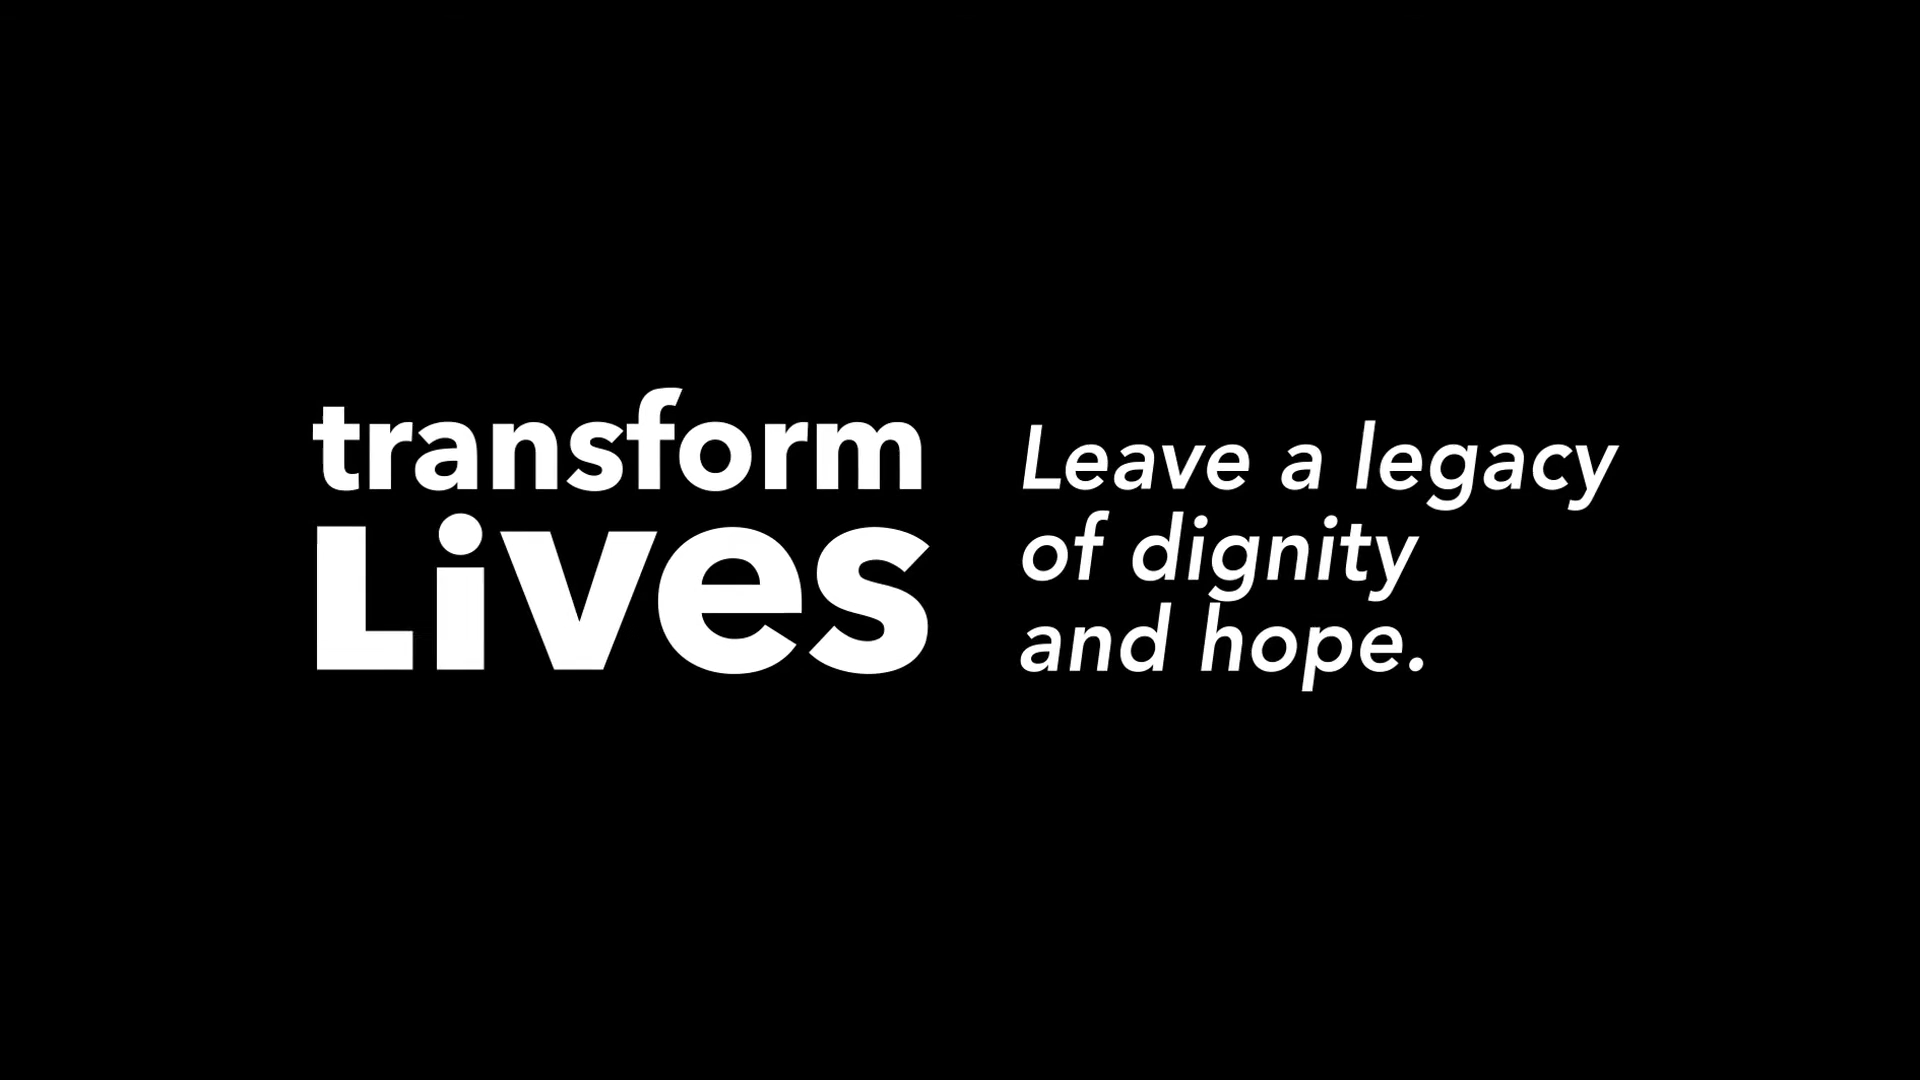 transform
Lives
Leave a legacy
of dignity
and hope.